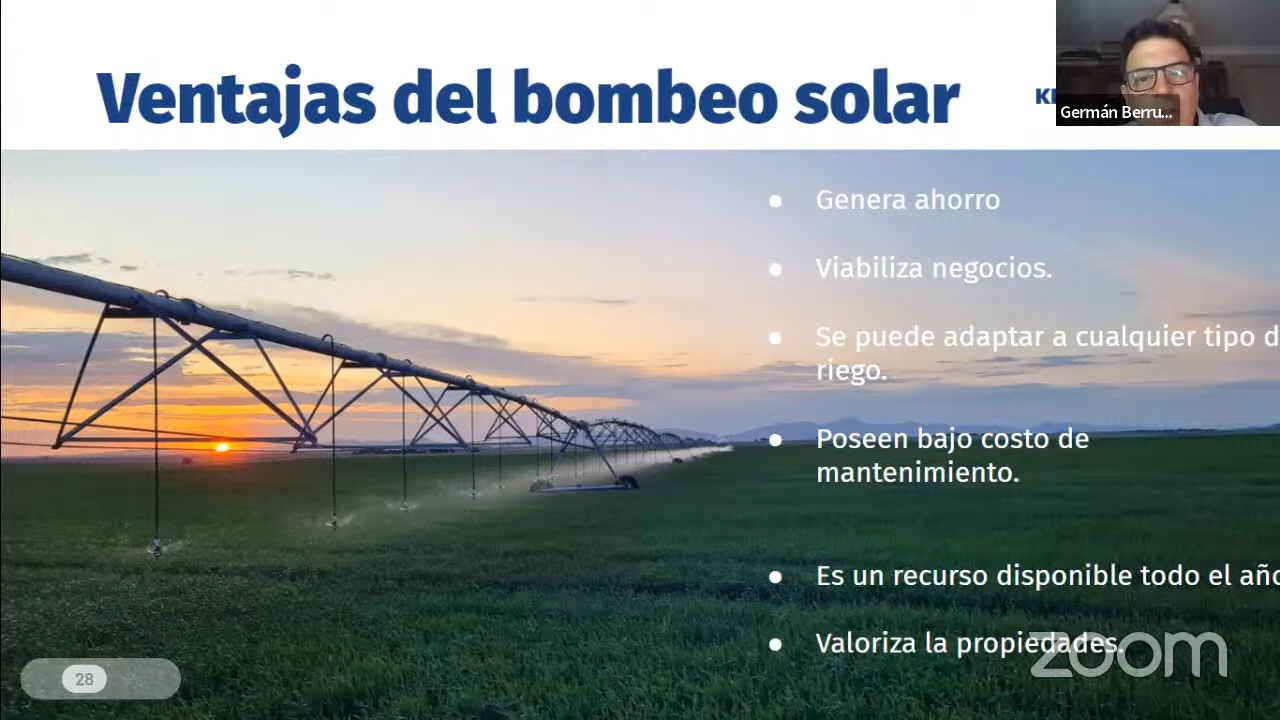 Ventajas del bombeo solar
Germán Berru...
● Genera ahorro
● Viabiliza negocios.
● Se puede adaptar a cualquier tipo d
riego.
● Poseen bajo costo de
mantenimiento.
● Es un recurso disponible todo el año
● Valoriza la propiedades.
zoom
28